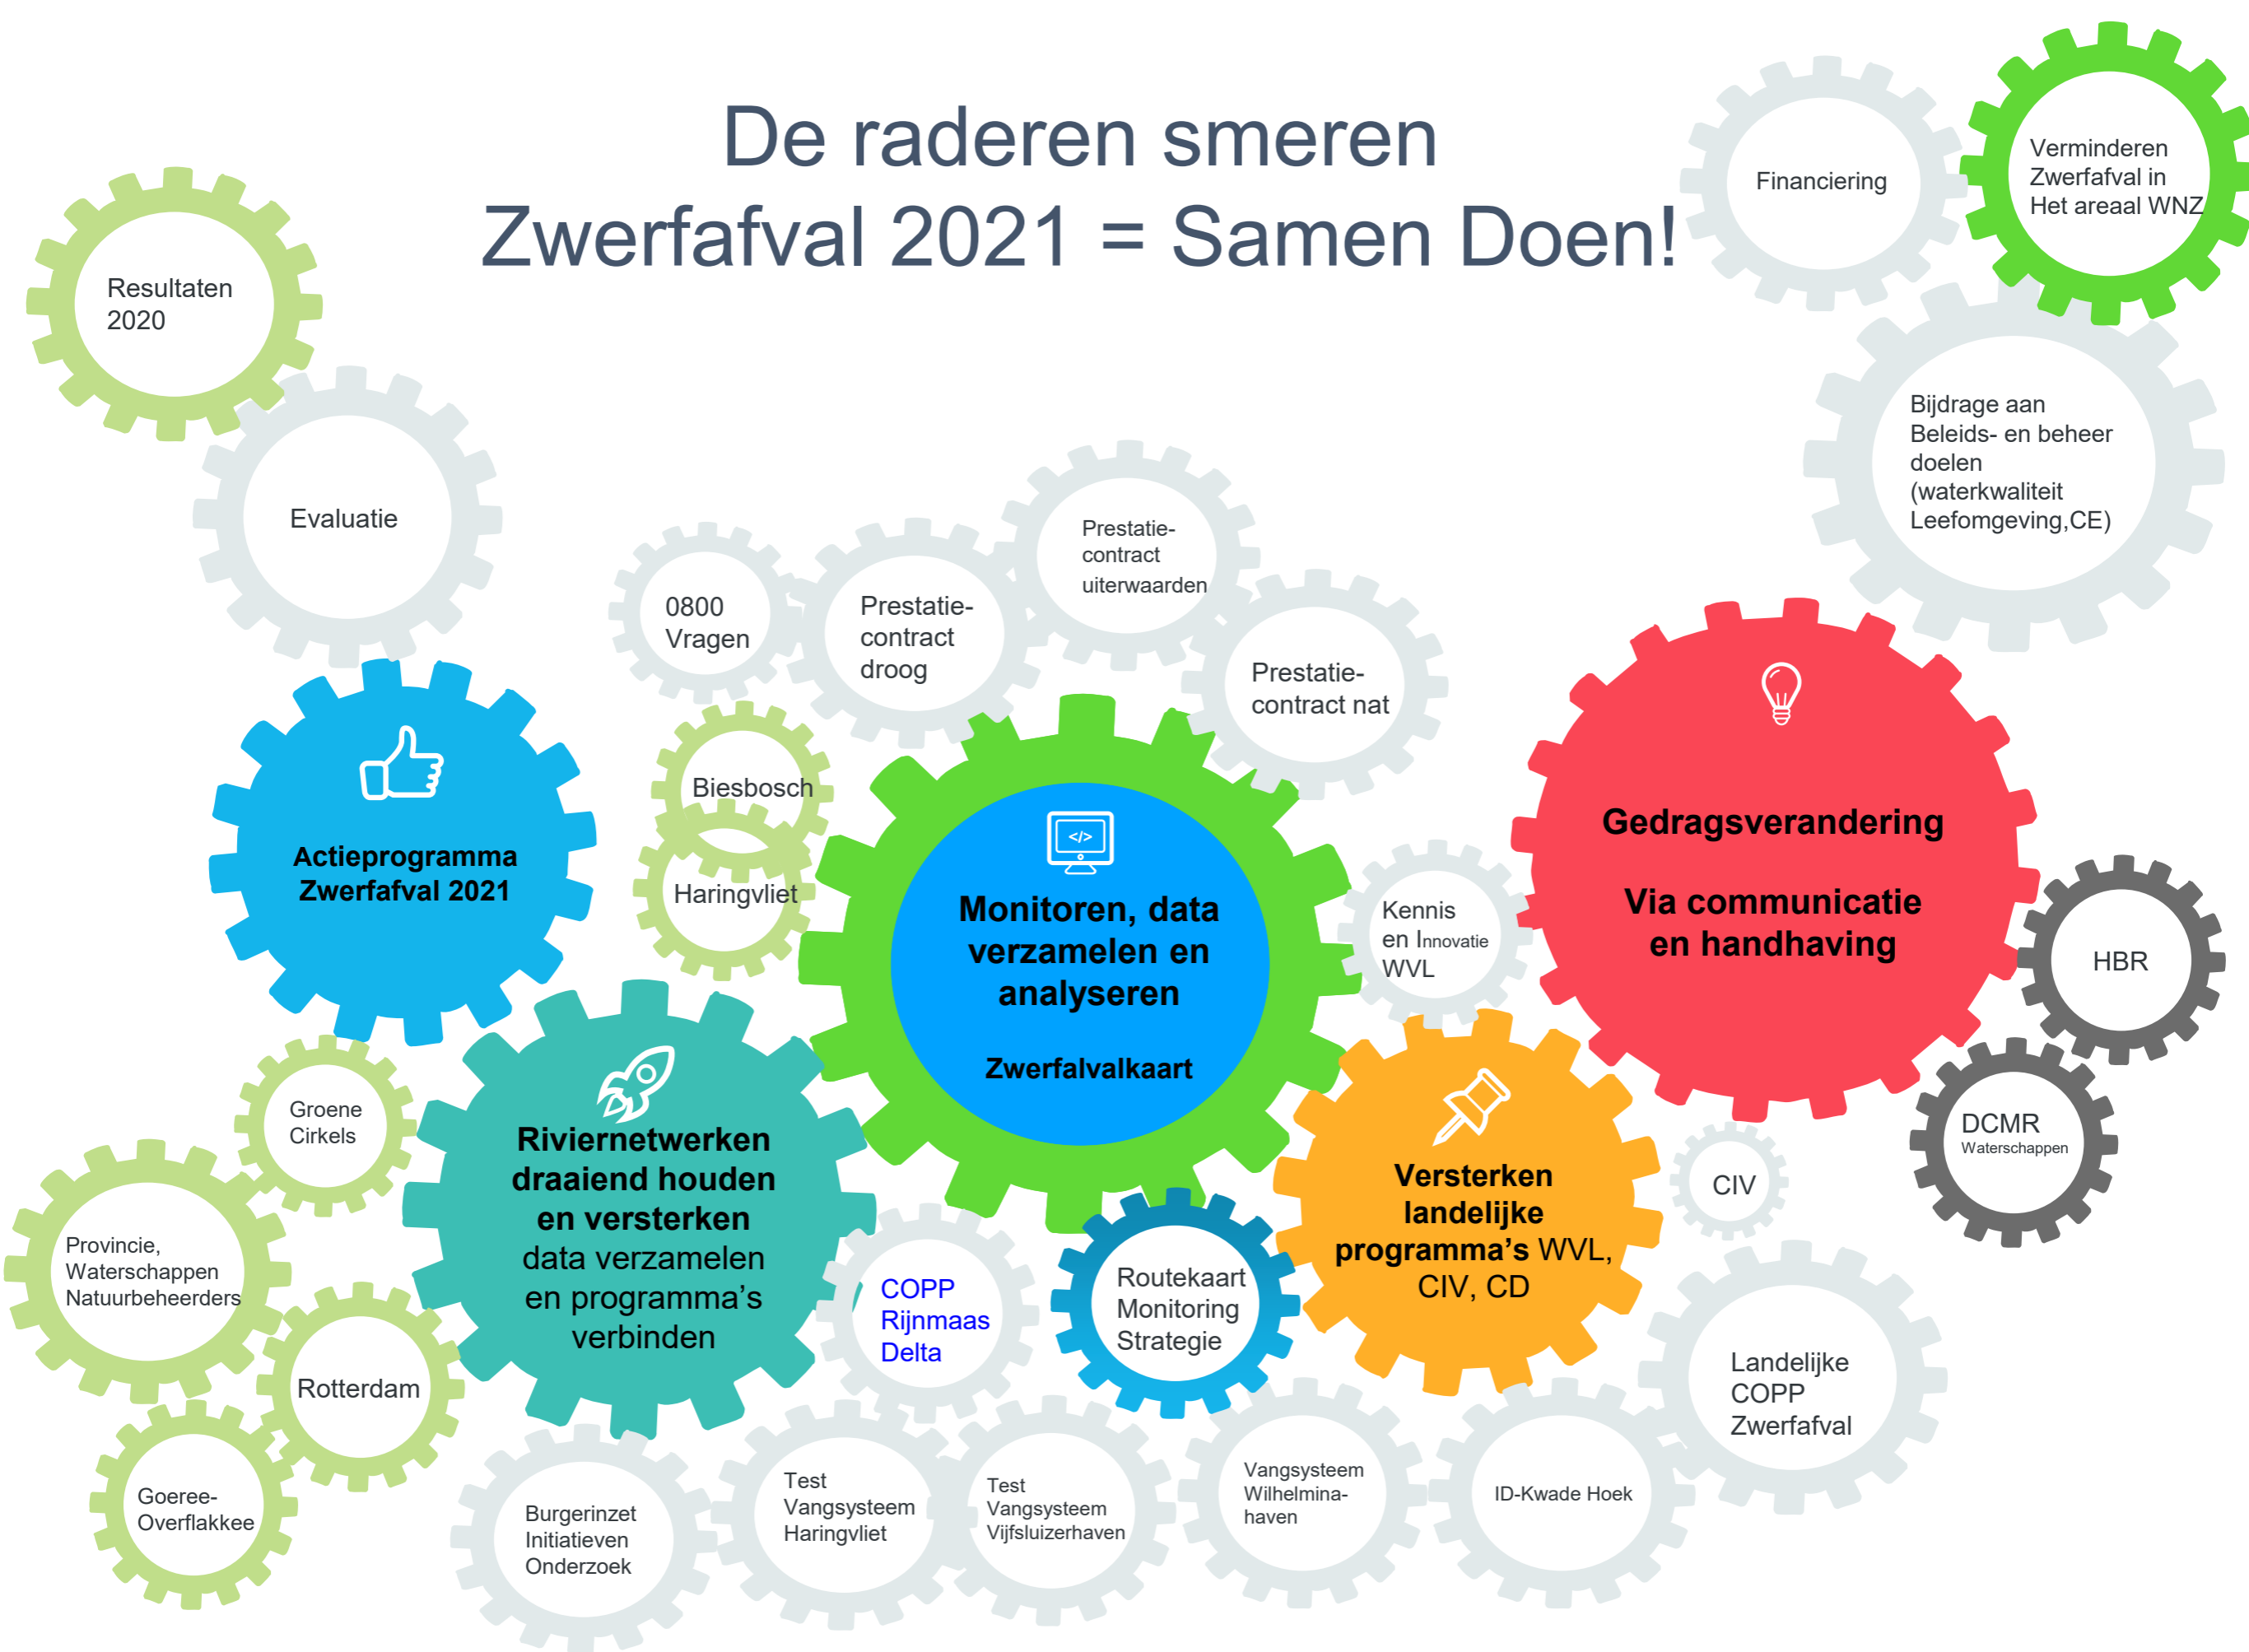 De raderen smeren
Zwerfafval 2021 = Samen Doen!
Resultaten
2020
Evaluatie
Financiering
Verminderen
Zwerfafval in
Het areaal WNZ
Bijdrage aan
Beleids- en beheer
doelen
(waterkwaliteit
Leefomgeving,CE)
0800
Vragen
Prestatie-
contract
droog
Prestatie-
contract
uiterwaarden
Prestatie-
contract nat
Actieprogramma
Zwerfafval 2021
Biesbosch
Haringvliet
</>
Monitoren, data
verzamelen en
analyseren
Zwerfalvalkaart
Kennis
en Innovatie
WVL
Gedragsverandering
Via communicatie
en handhaving
HBR
DCMR
Waterschappen
Groene
Cirkels
Provincie,
Waterschappen
Natuurbeheerders
Rotterdam
Goeree-
Overflakkee
Riviernetwerken
draaiend houden
en versterken
data verzamelen
en programma's
verbinden
COPP
Rijnmaas
Delta
Routekaart
Monitoring
Strategie
Versterken
landelijke
programma's WVL,
CIV, CD
CIV
Landelijke
COPP
Zwerfafval
Burgerinzet
Initiatieven
Onderzoek
Test
Vangsysteem
Haringvliet
Test
Vangsysteem
Vijfsluizerhaven
Vangsysteem
Wilhelmina-
haven
ID-Kwade Hoek